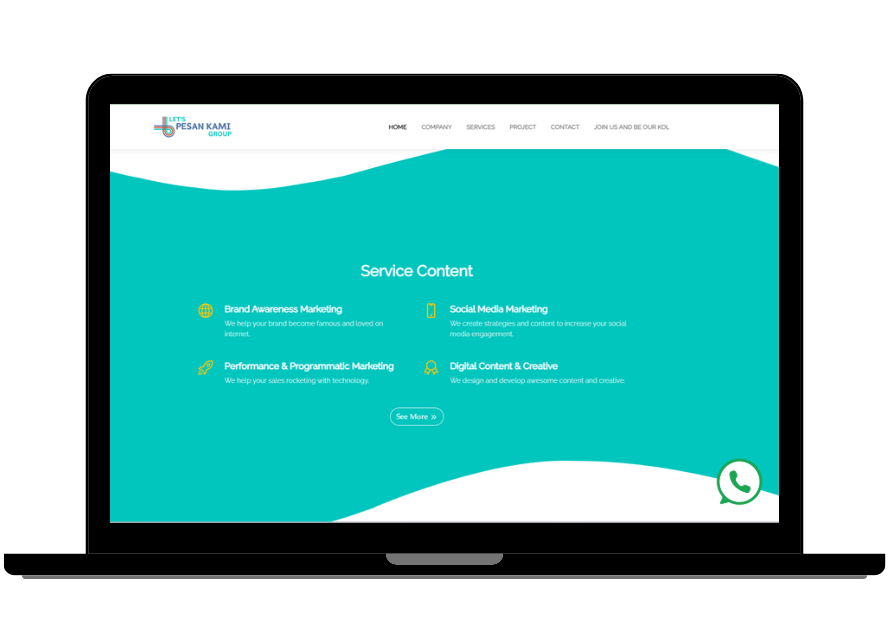 LET'S
PESAN KAMI
GROUP
HOME COMPANY SERVICES PROJECT CONTACT JOIN US AND BE OUR KOL
Service Content
Brand Awareness Marketing
We help your brand become famous and loved on
internet.
Social Media Marketing
We create strategies and content to increase your social
media engagement.
Performance & Programmatic Marketing
We help your sales rocketing with technology.
Digital Content & Creative
We design and develop awesome content and creative.
See More »